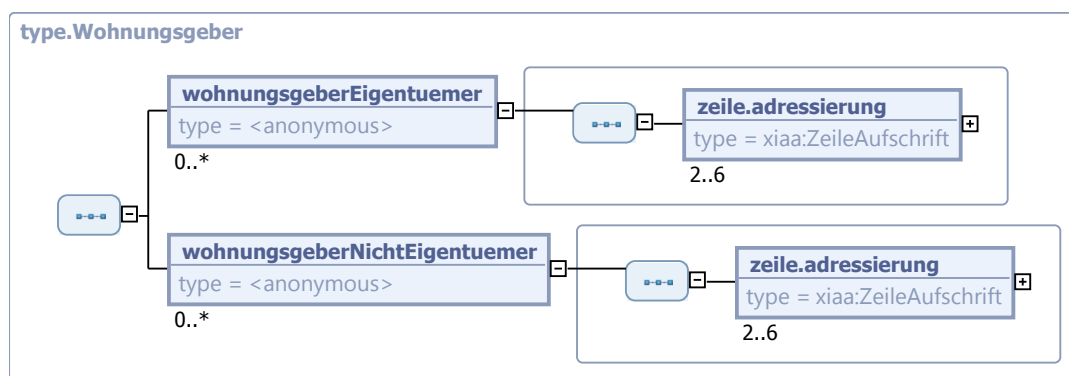 type.Wohnungsgeber
wohnungsgeberEigentuemer
type = <anonymous>
0..*
zeile.adressierung
type = xiaa:ZeileAufschrift
2..6
wohnungsgeberNichtEigentuemer
type = <anonymous>
0..*
zeile.adressierung
type = xiaa:ZeileAufschrift
2..6